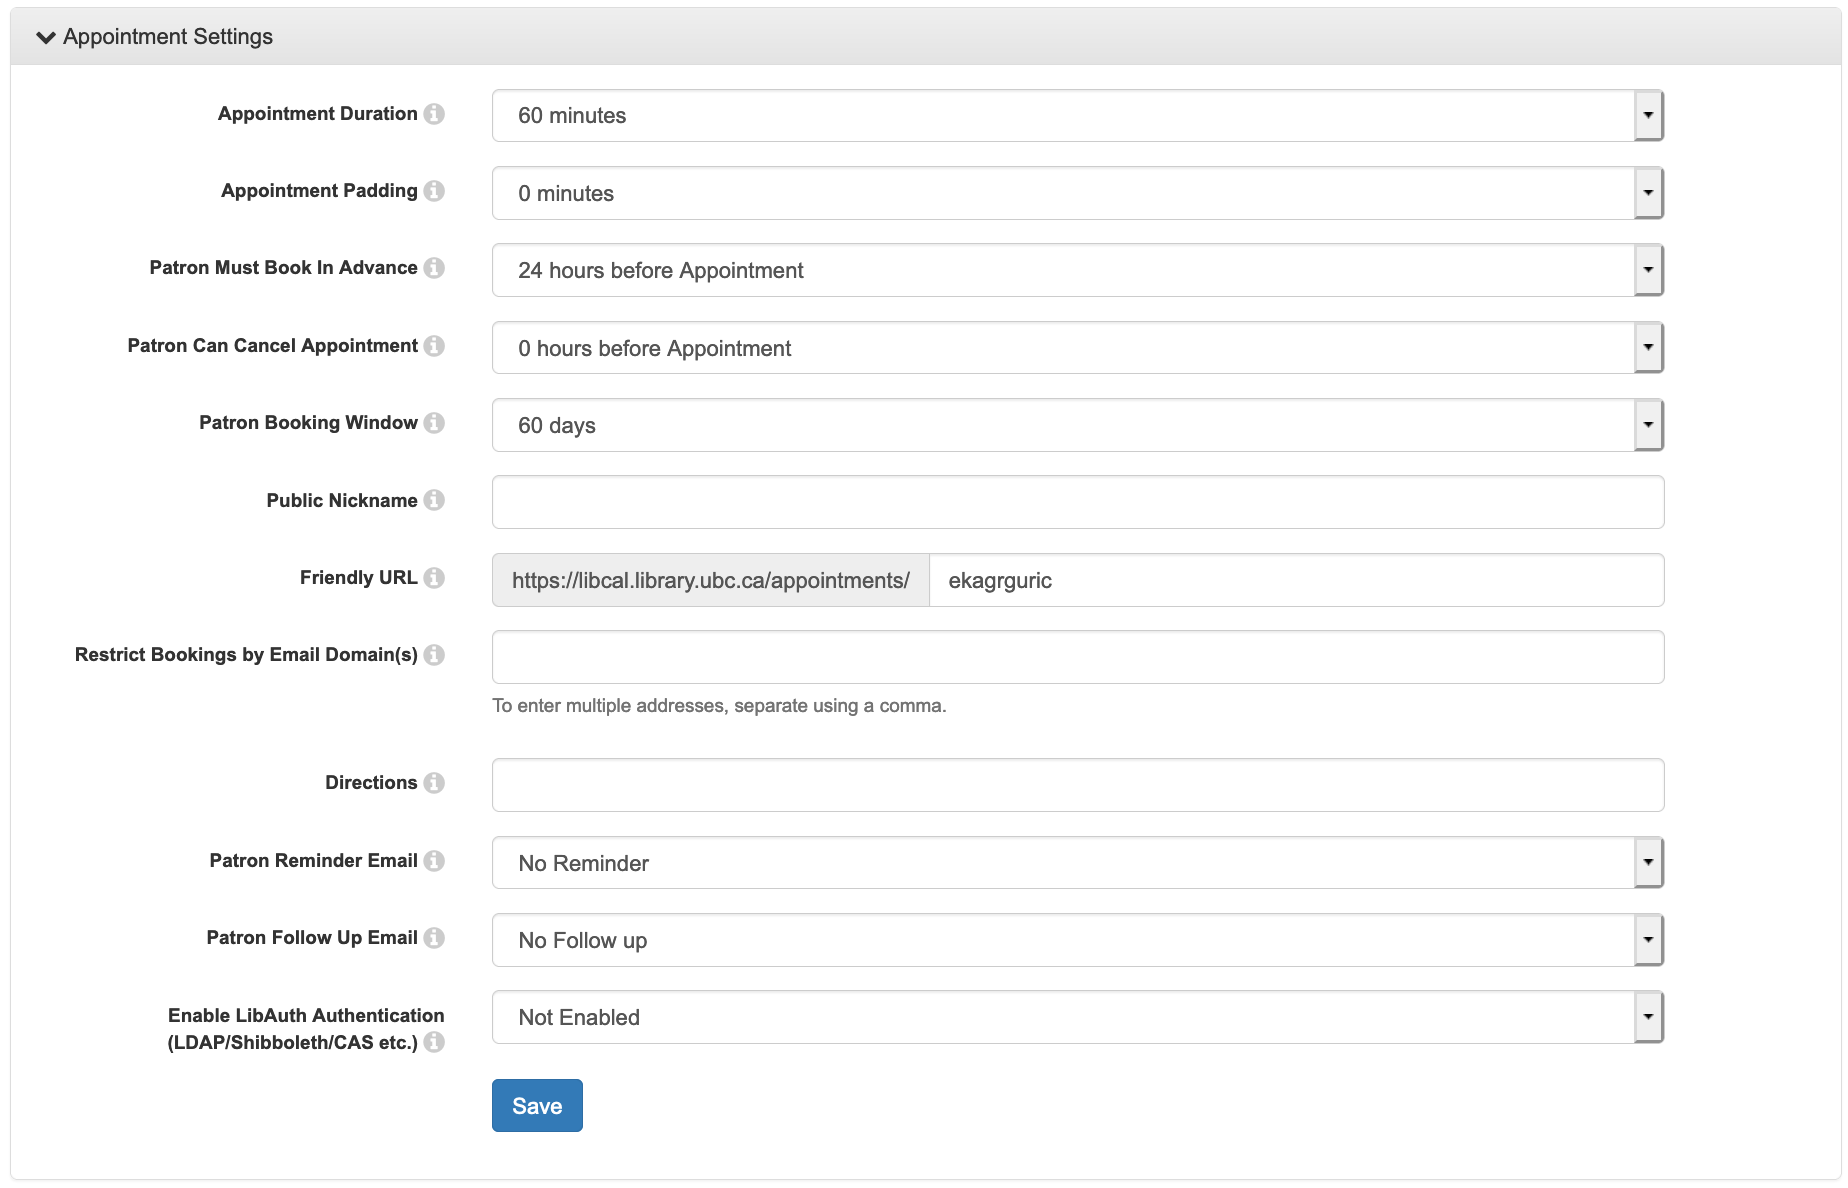 Appointment Settings
Appointment Duration
60 minutes
Appointment Padding
0 minutes
Patron Must Book In Advance
24 hours before Appointment
Patron Can Cancel Appointment
0 hours before Appointment
Patron Booking Window
60 days
Public Nickname
Friendly URL
https://libcal.library.ubc.ca/appointments/ ekagrguric
Restrict Bookings by Email Domain(s)
To enter multiple addresses, separate using a comma.
Directions
Patron Reminder Email
No Reminder
Patron Follow Up Email
No Follow up
Enable LibAuth Authentication
(LDAP/Shibboleth/CAS etc.)
Not Enabled
Save